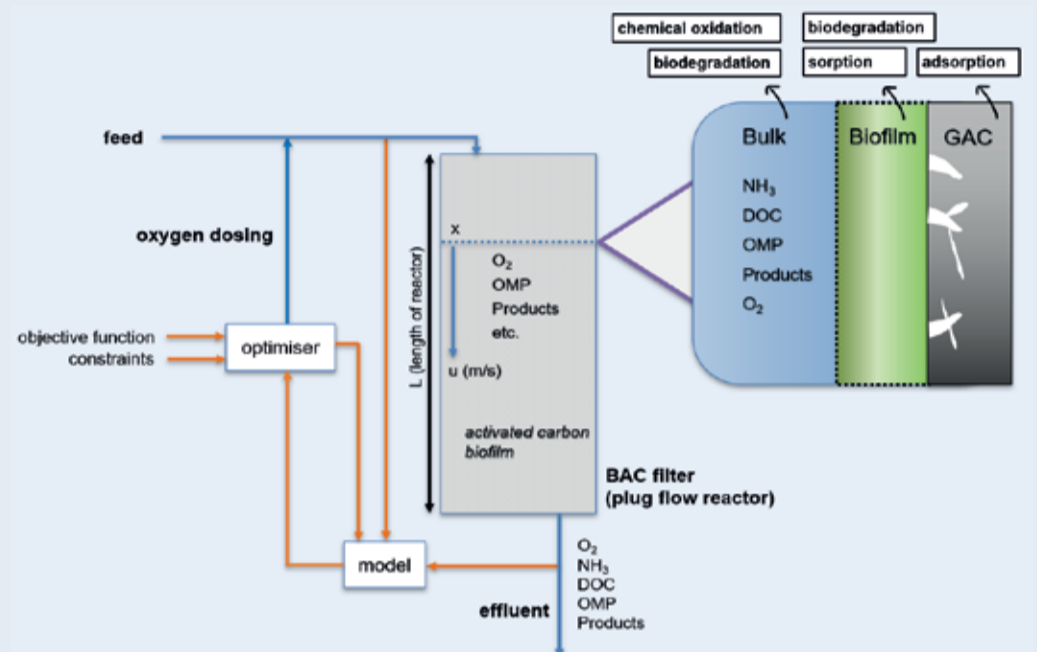 chemical oxidation
biodegradation
biodegradation
sorption
adsorption
Bulk
Biofilm
GAC
NH₃
DOC
OMP
Products
O₂
feed
oxygen dosing
objective function
constraints
optimiser
L (length of reactor)
x
O₂
OMP
Products
etc.
u (m/s)
activated carbon
biofilm
BAC filter
(plug flow reactor)
model
O₂
NH₃
DOC
OMP
Products
effluent